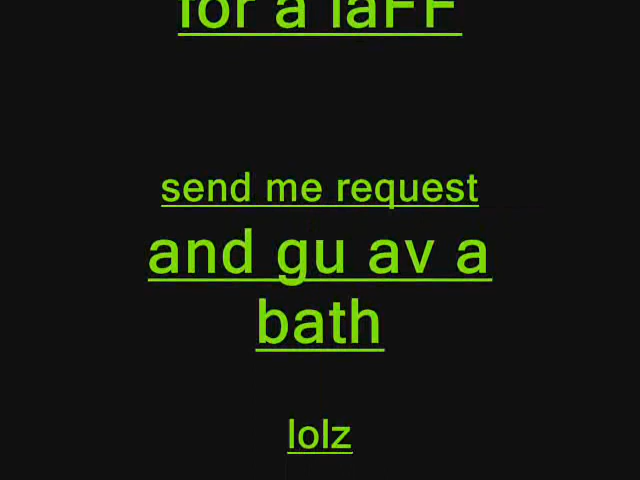 for a laFF
send me request
and gu av a
bath
lolz